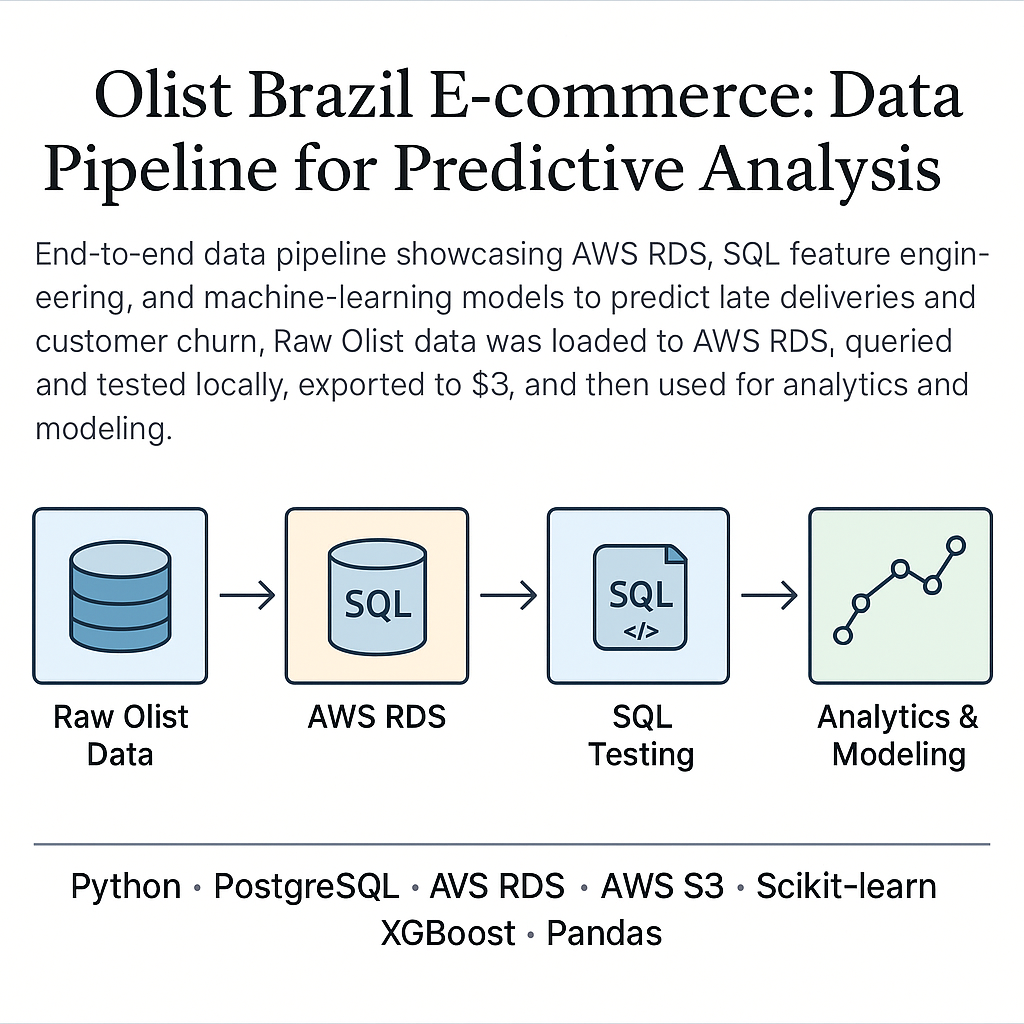 Olist Brazil E-commerce: Data
Pipeline for Predictive Analysis
End-to-end data pipeline showcasing AWS RDS, SQL feature engin-
eering, and machine-learning models to predict late deliveries and
customer churn, Raw Olist data was loaded to AWS RDS, queried
and tested locally, exported to $3, and then used for analytics and
modeling.
SQL
SQL
</>
Raw Olist
Data
AWS RDS
SQL
Testing
Analytics &
Modeling
Python • PostgreSQL • AVS RDS • AWS S3 • Scikit-learn
XGBoost • Pandas